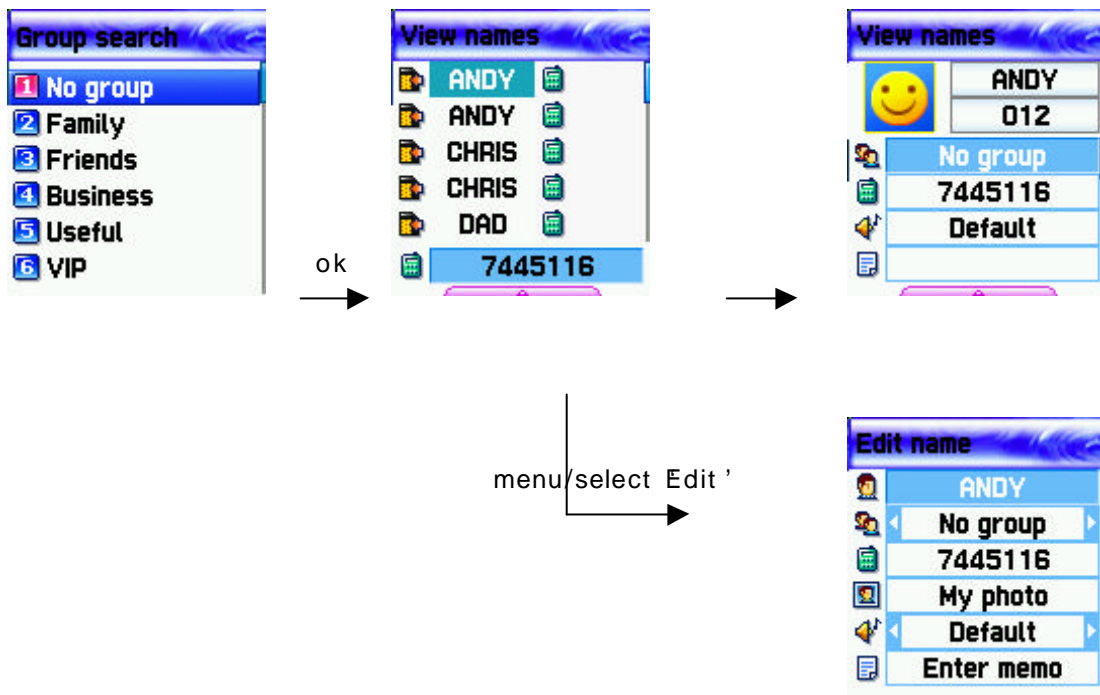 Group search
1 No group
2 Family
3 Friends
4 Business
5 Useful
6 VIP
ok
View names
ANDY
ANDY
CHRIS
CHRIS
DAD
7445116
View names
ANDY
012
No group
7445116
Default
menu/select ‘Edit ’
Edit name
ANDY
No group
7445116
My photo
Default
Enter memo